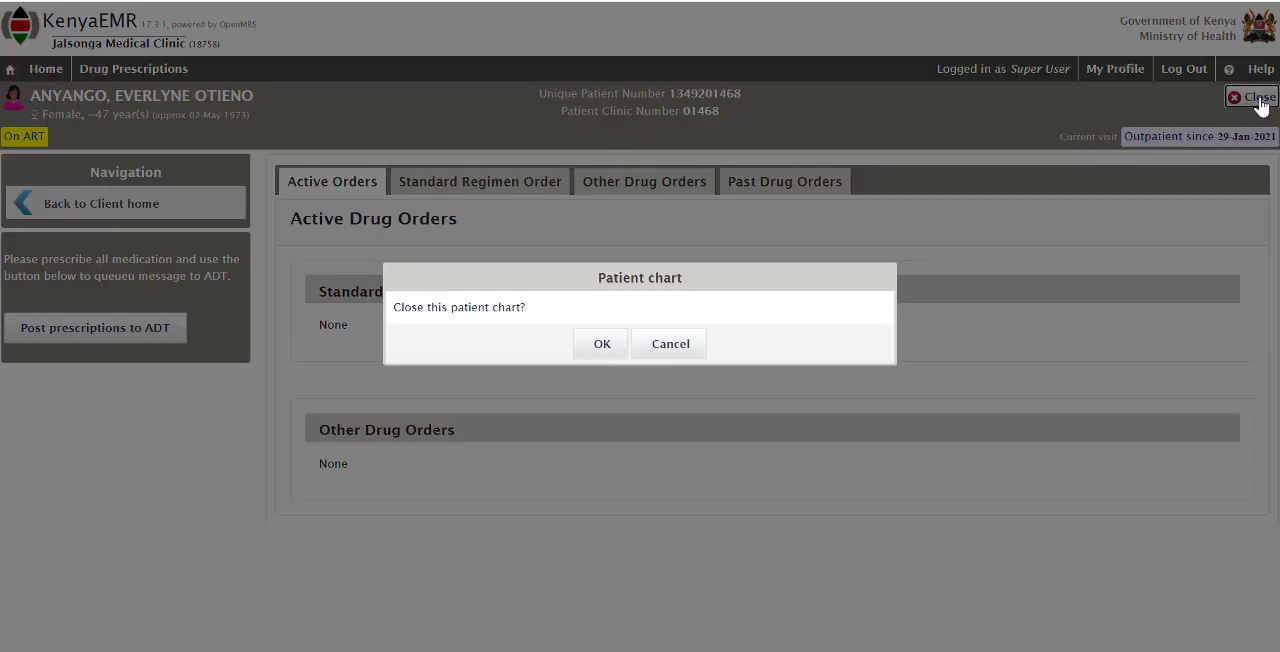 KenyaEMR 17.3.1, powered by OpenMRS
Jalsonga Medical Clinic (18758)
Government of Kenya
Ministry of Health
Home
Drug Prescriptions
Logged in as Super User
My Profile
Log Out
Help
ANYANGO, EVERLYNE OTIENO
Female, ~47 year(s) (approx 02-May 1973)
Unique Patient Number 1349201468
Patient Clinic Number 01468
Close
On ART
Current visit Outpatient since 29-Jan-2021
Navigation
Back to Client home
Please prescribe all medication and use the
button below to queueu message to ADT.
Post prescriptions to ADT
Active Orders
Standard Regimen Order
Other Drug Orders
Past Drug Orders
Active Drug Orders
Standard
None
Patient chart
Close this patient chart?
OK
Cancel
Other Drug Orders
None